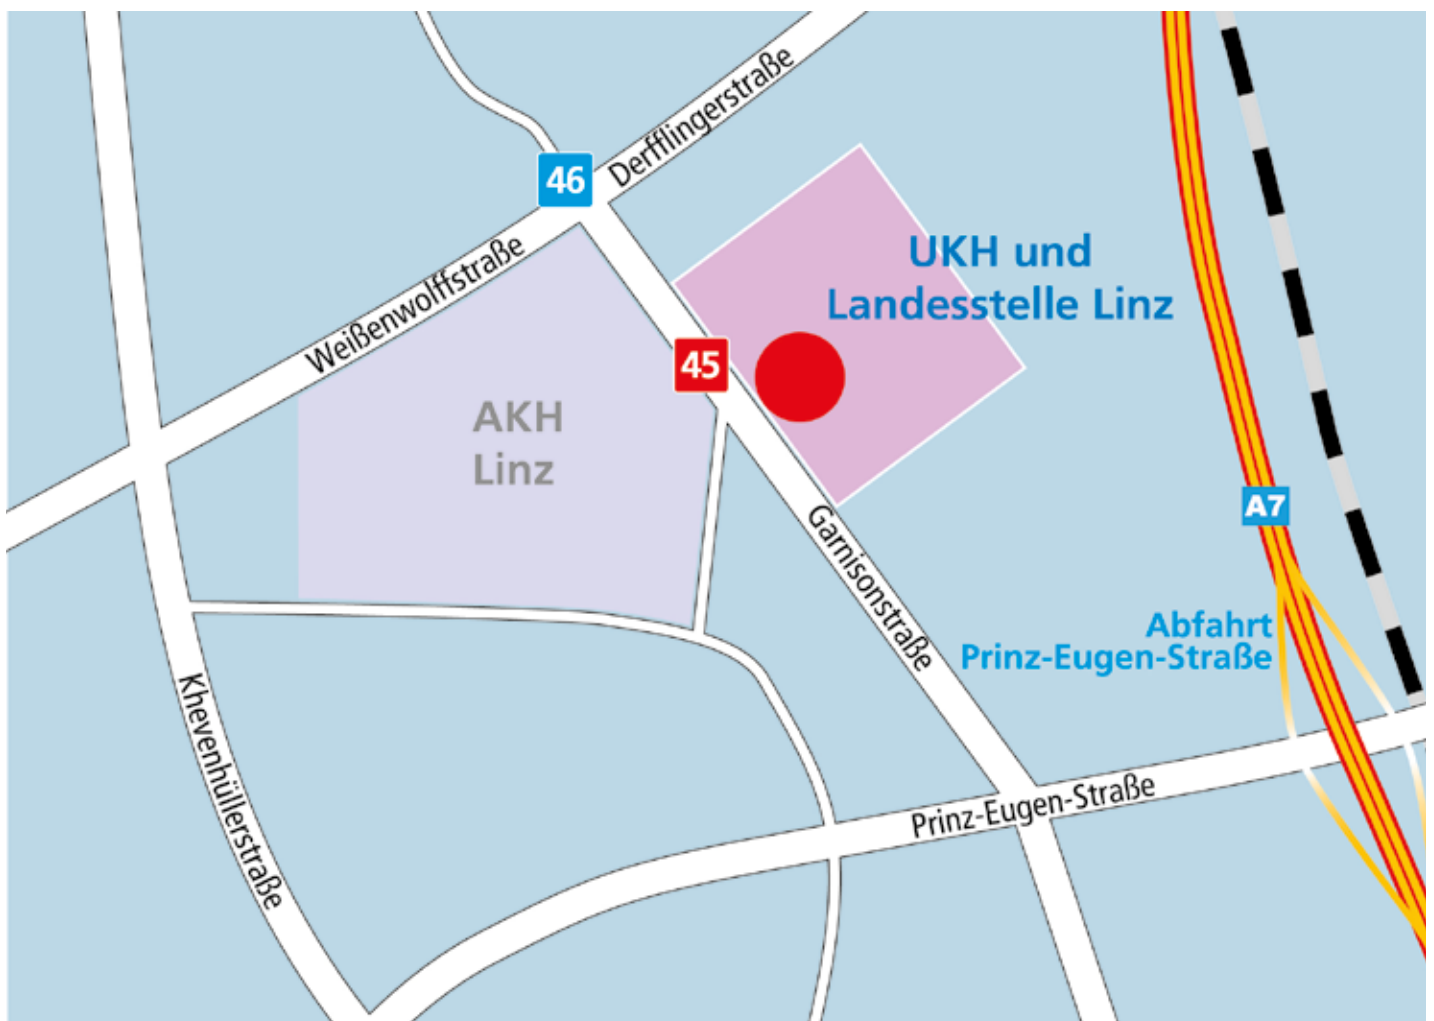 Derfflingerstraße
46
Weißenwolffstraße
UKH und
Landesstelle Linz
45
AKH
Linz
A7
Garnisonstraße
Abfahrt
Prinz-Eugen-Straße
Khevenhüllerstraße
Prinz-Eugen-Straße